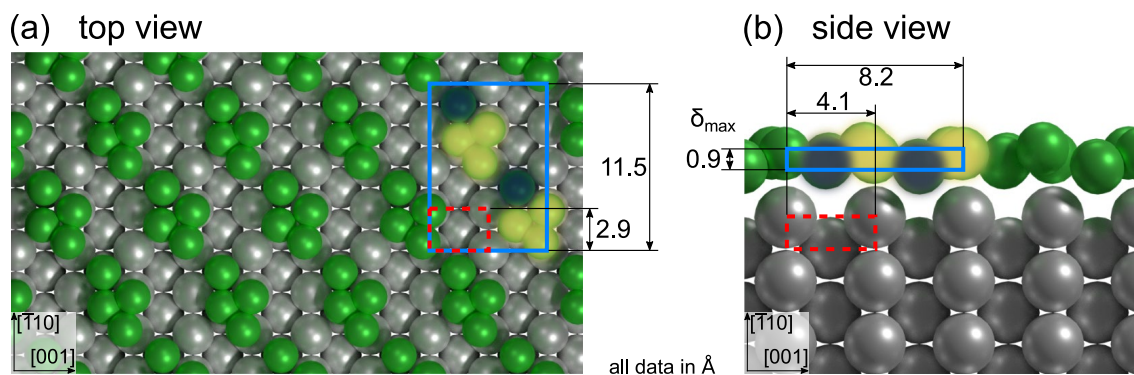 (a) top view
11.5
2.9
[1̅10]
[001]
all data in Å
(b) side view
8.2
4.1
δmax
0.9
[1̅10]
[001]